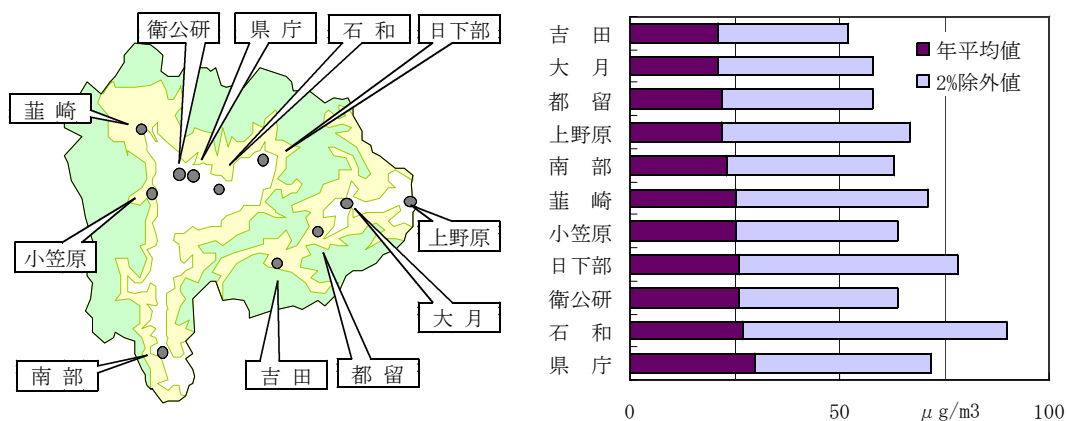 衛公研
県 庁
石 和
日下部
韮 崎
小笠原
上野原
大 月
南 部
吉 田
都 留
吉 田
大 月
都 留
上野原
南 部
韮 崎
小笠原
日下部
衛公研
石 和
県 庁
年平均値
2%除外値
0 50 μg/m3 100